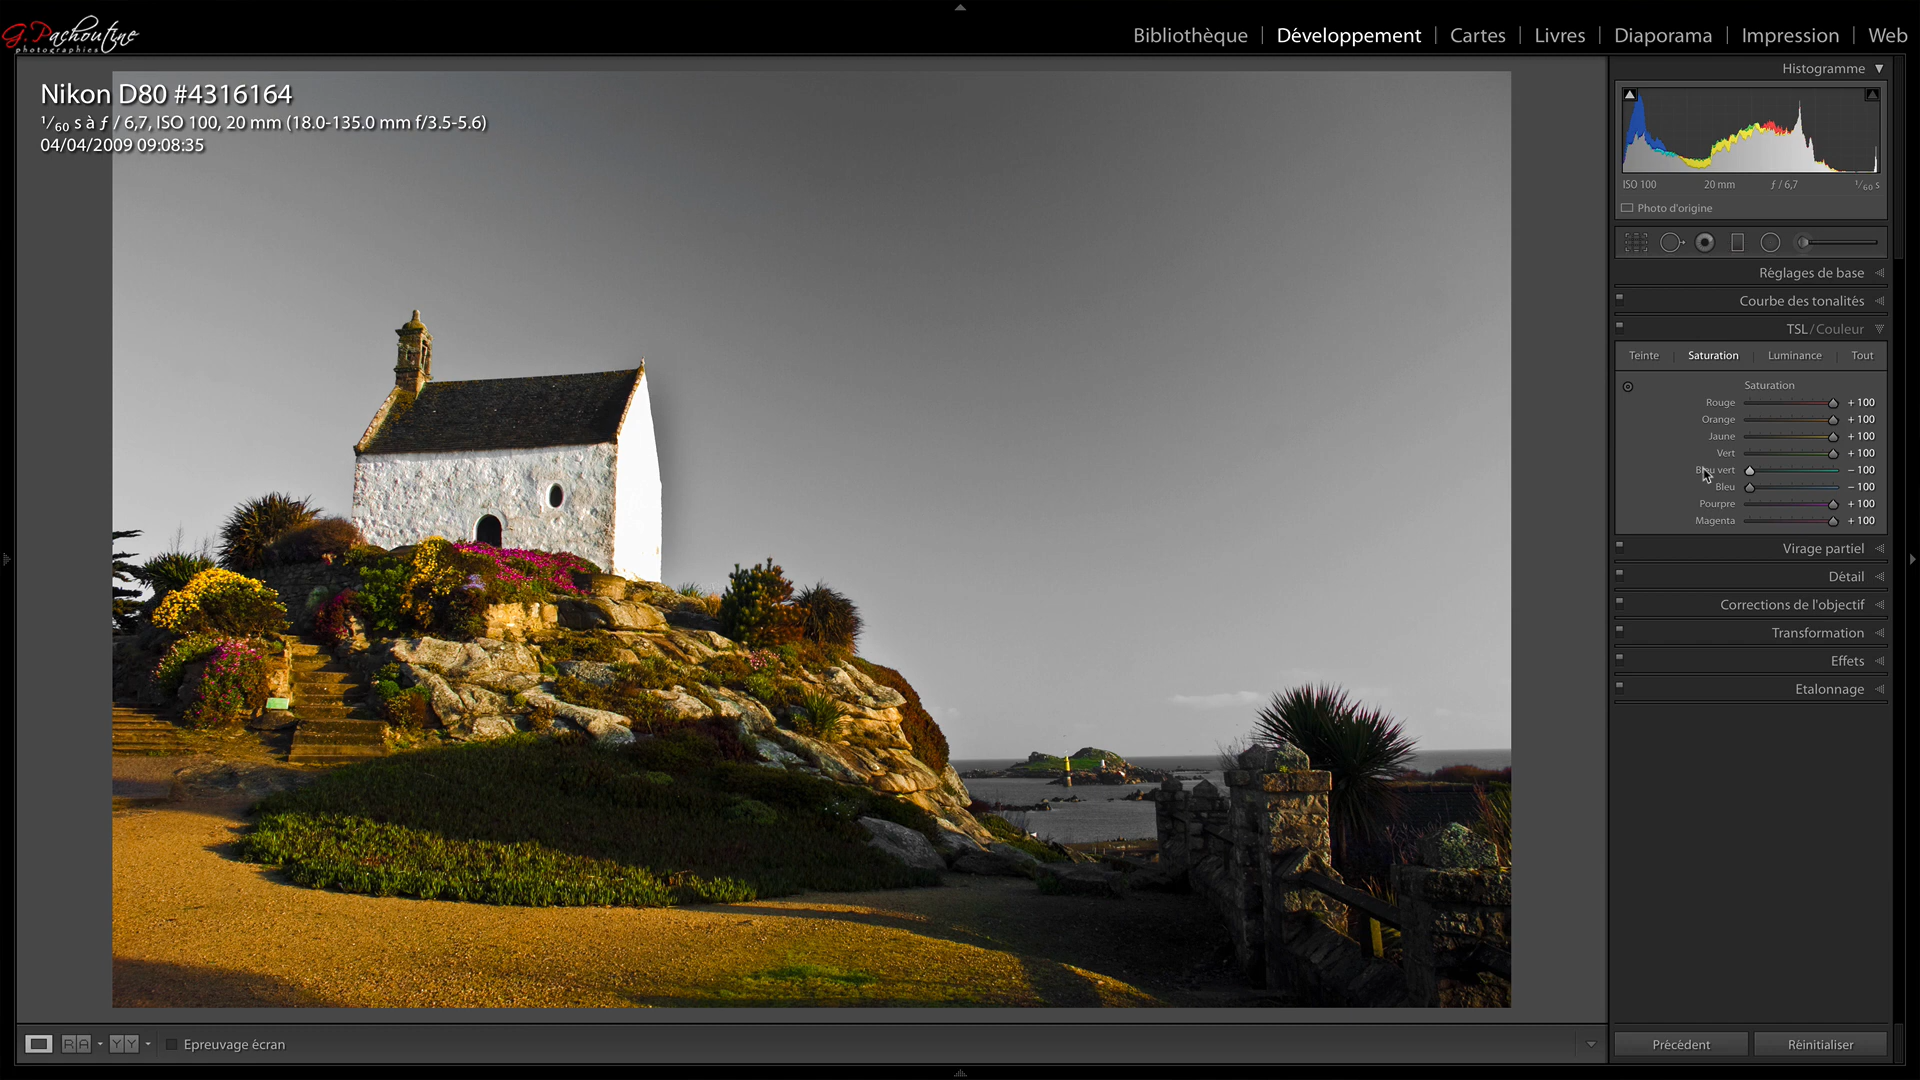 G.Pachoutine
photographies
Bibliothèque | Développement | Cartes | Livres | Diaporama | Impression | Web
Nikon D80 #4316164
1/60 s à ƒ / 6,7, ISO 100, 20 mm (18.0-135.0 mm f/3.5-5.6)
04/04/2009 09:08:35
Histogramme
ISO 100 20 mm ƒ / 6,7 1/60 s
Photo d'origine
Réglages de base
Courbe des tonalités
TSL / Couleur
Teinte | Saturation | Luminance | Tout
Saturation
Rouge + 100
Orange + 100
Jaune + 100
Vert + 100
Bleu vert – 100
Bleu – 100
Pourpre + 100
Magenta + 100
Virage partiel
Détail
Corrections de l'objectif
Transformation
Effets
Etalonnage
R A Y Y Epreuvage écran
Précédent Réinitialiser